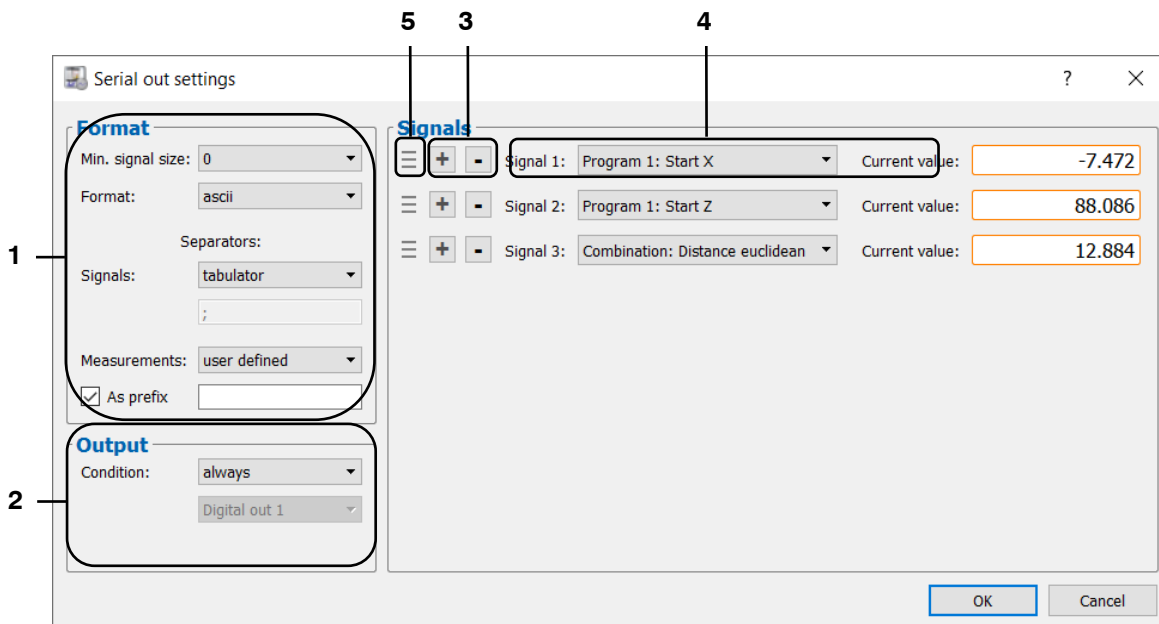 5 3 4
Serial out settings ? ×
Format
Min. signal size: 0
Format: ascii
Separators:
Signals: tabulator
;
Measurements: user defined
As prefix
1
Output
Condition: always
Digital out 1
2
Signals
+ - Signal 1: Program 1: Start X Current value: -7.472
+ - Signal 2: Program 1: Start Z Current value: 88.086
+ - Signal 3: Combination: Distance euclidean Current value: 12.884
OK Cancel